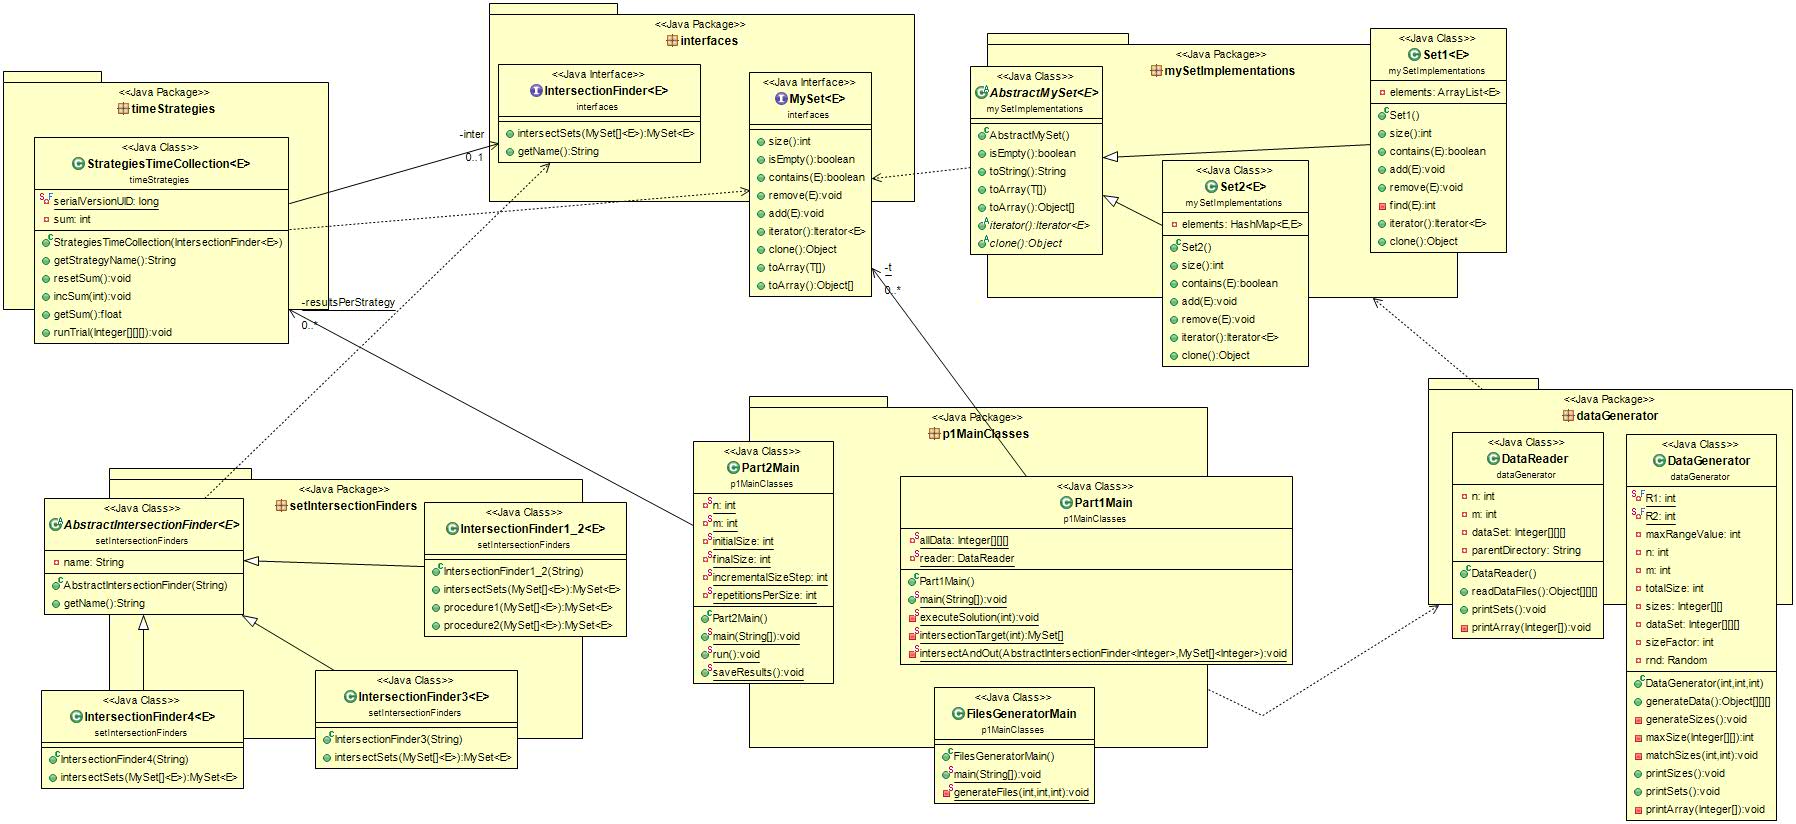 <<Java Package>>
timeStrategies
<<Java Class>>
StrategiesTimeCollection<E>
timeStrategies
serialVersionUID: long
sum: int
StrategiesTimeCollection(IntersectionFinder<E>)
getStrategyName():String
resetSum():void
incSum(int):void
getSum():float
runTrial(Integer[][][]):void
<<Java Package>>
interfaces
<<Java Interface>>
IntersectionFinder<E>
interfaces
intersectSets(MySet[]<E>):MySet<E>
getName():String
-inter
0..1
<<Java Interface>>
MySet<E>
interfaces
size():int
isEmpty():boolean
contains(E):boolean
remove(E):void
add(E):void
iterator():Iterator<E>
clone():Object
toArray(T[])
toArray():Object[]
-t
0..*
-resultsPerStrategy
0..*
<<Java Package>>
mySetImplementations
<<Java Class>>
AbstractMySet<E>
mySetImplementations
AbstractMySet()
isEmpty():boolean
toString():String
toArray(T[])
toArray():Object[]
iterator():Iterator<E>
clone():Object
<<Java Class>>
Set2<E>
mySetImplementations
elements: HashMap<E,E>
Set2()
size():int
contains(E):boolean
add(E):void
remove(E):void
iterator():Iterator<E>
clone():Object
<<Java Class>>
Set1<E>
mySetImplementations
elements: ArrayList<E>
Set1()
size():int
contains(E):boolean
add(E):void
remove(E):void
find(E):int
iterator():Iterator<E>
clone():Object
<<Java Package>>
setIntersectionFinders
<<Java Class>>
AbstractIntersectionFinder<E>
setIntersectionFinders
name: String
AbstractIntersectionFinder(String)
getName():String
<<Java Class>>
IntersectionFinder1_2<E>
setIntersectionFinders
IntersectionFinder1_2(String)
intersectSets(MySet[]<E>):MySet<E>
procedure1(MySet[]<E>):MySet<E>
procedure2(MySet[]<E>):MySet<E>
<<Java Class>>
IntersectionFinder4<E>
setIntersectionFinders
IntersectionFinder4(String)
intersectSets(MySet[]<E>):MySet<E>
<<Java Class>>
IntersectionFinder3<E>
setIntersectionFinders
IntersectionFinder3(String)
intersectSets(MySet[]<E>):MySet<E>
<<Java Package>>
p1MainClasses
<<Java Class>>
Part2Main
p1MainClasses
n: int
m: int
initialSize: int
finalSize: int
incrementalSizeStep: int
repetitionsPerSize: int
Part2Main()
main(String[]):void
run():void
saveResults():void
<<Java Class>>
Part1Main
p1MainClasses
allData: Integer[][][]
reader: DataReader
Part1Main()
main(String[]):void
executeSolution(int):void
intersectionTarget(int):MySet[]
intersectAndOut(AbstractIntersectionFinder<Integer>,MySet[]<Integer>):void
<<Java Class>>
FilesGeneratorMain
p1MainClasses
FilesGeneratorMain()
main(String[]):void
generateFiles(int,int,int):void
<<Java Package>>
dataGenerator
<<Java Class>>
DataReader
dataGenerator
n: int
m: int
dataSet: Integer[][][]
parentDirectory: String
DataReader()
readDataFiles():Object[][][]
printSets():void
printArray(Integer[]):void
<<Java Class>>
DataGenerator
dataGenerator
R1: int
R2: int
maxRangeValue: int
n: int
m: int
totalSize: int
sizes: Integer[][]
dataSet: Integer[][][]
sizeFactor: int
rnd: Random
DataGenerator(int,int,int)
generateData():Object[][][]
generateSizes():void
maxSize(Integer[][]):int
matchSizes(int,int):void
printSizes():void
printSets():void
printArray(Integer[]):void